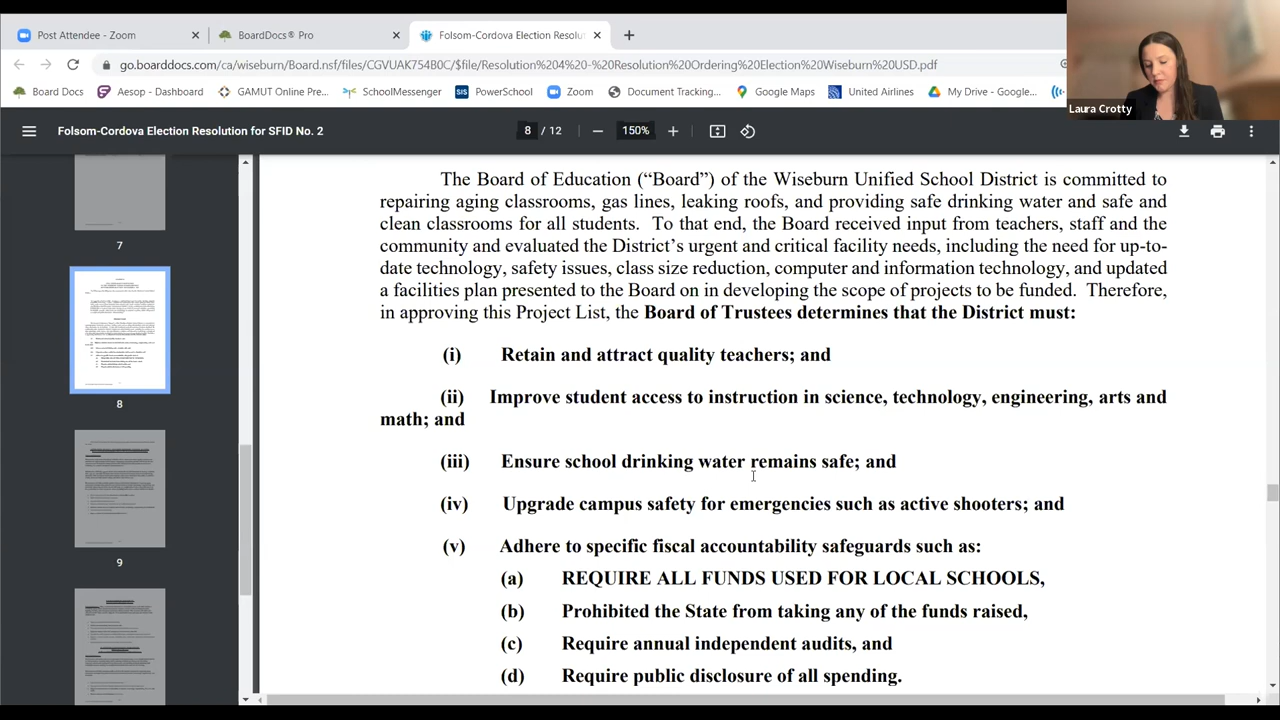 Post Attendee - Zoom
BoardDocs® Pro
Folsom-Cordova Election Resolut
go.boarddocs.com/ca/wiseburn/Board.nsf/files/CGVUAK754B0C/$file/Resolution%204%20-%20Resolution%20Ordering%20Election%20Wiseburn%20USD.pdf
Board Docs
Aesop - Dashboard
GAMUT Online Pre...
SchoolMessenger
SIS
PowerSchool
Zoom
Document Tracking...
Google Maps
United Airlines
My Drive - Google...
Laura Crotty
Folsom-Cordova Election Resolution for SFID No. 2
8 / 12
150%
The Board of Education (“Board”) of the Wiseburn Unified School District is committed to
repairing aging classrooms, gas lines, leaking roofs, and providing safe drinking water and safe and
clean classrooms for all students. To that end, the Board received input from teachers, staff and the
community and evaluated the District’s urgent and critical facility needs, including the need for up-to-
date technology, safety issues, class size reduction, computer and information technology, and updated
a facilities plan presented to the Board on in developing the scope of projects to be funded. Therefore,
in approving this Project List, the Board of Trustees determines that the District must:
(i) Retain and attract quality teachers; and
(ii) Improve student access to instruction in science, technology, engineering, arts and
math; and
(iii) Ensure school drinking water remains safe; and
(iv) Upgrade campus safety for emergencies such as active shooters; and
(v) Adhere to specific fiscal accountability safeguards such as:
(a) REQUIRE ALL FUNDS USED FOR LOCAL SCHOOLS,
(b) Prohibited the State from taking any of the funds raised,
(c) Require annual independent audits, and
(d) Require public disclosure of all spending.
7
8
9